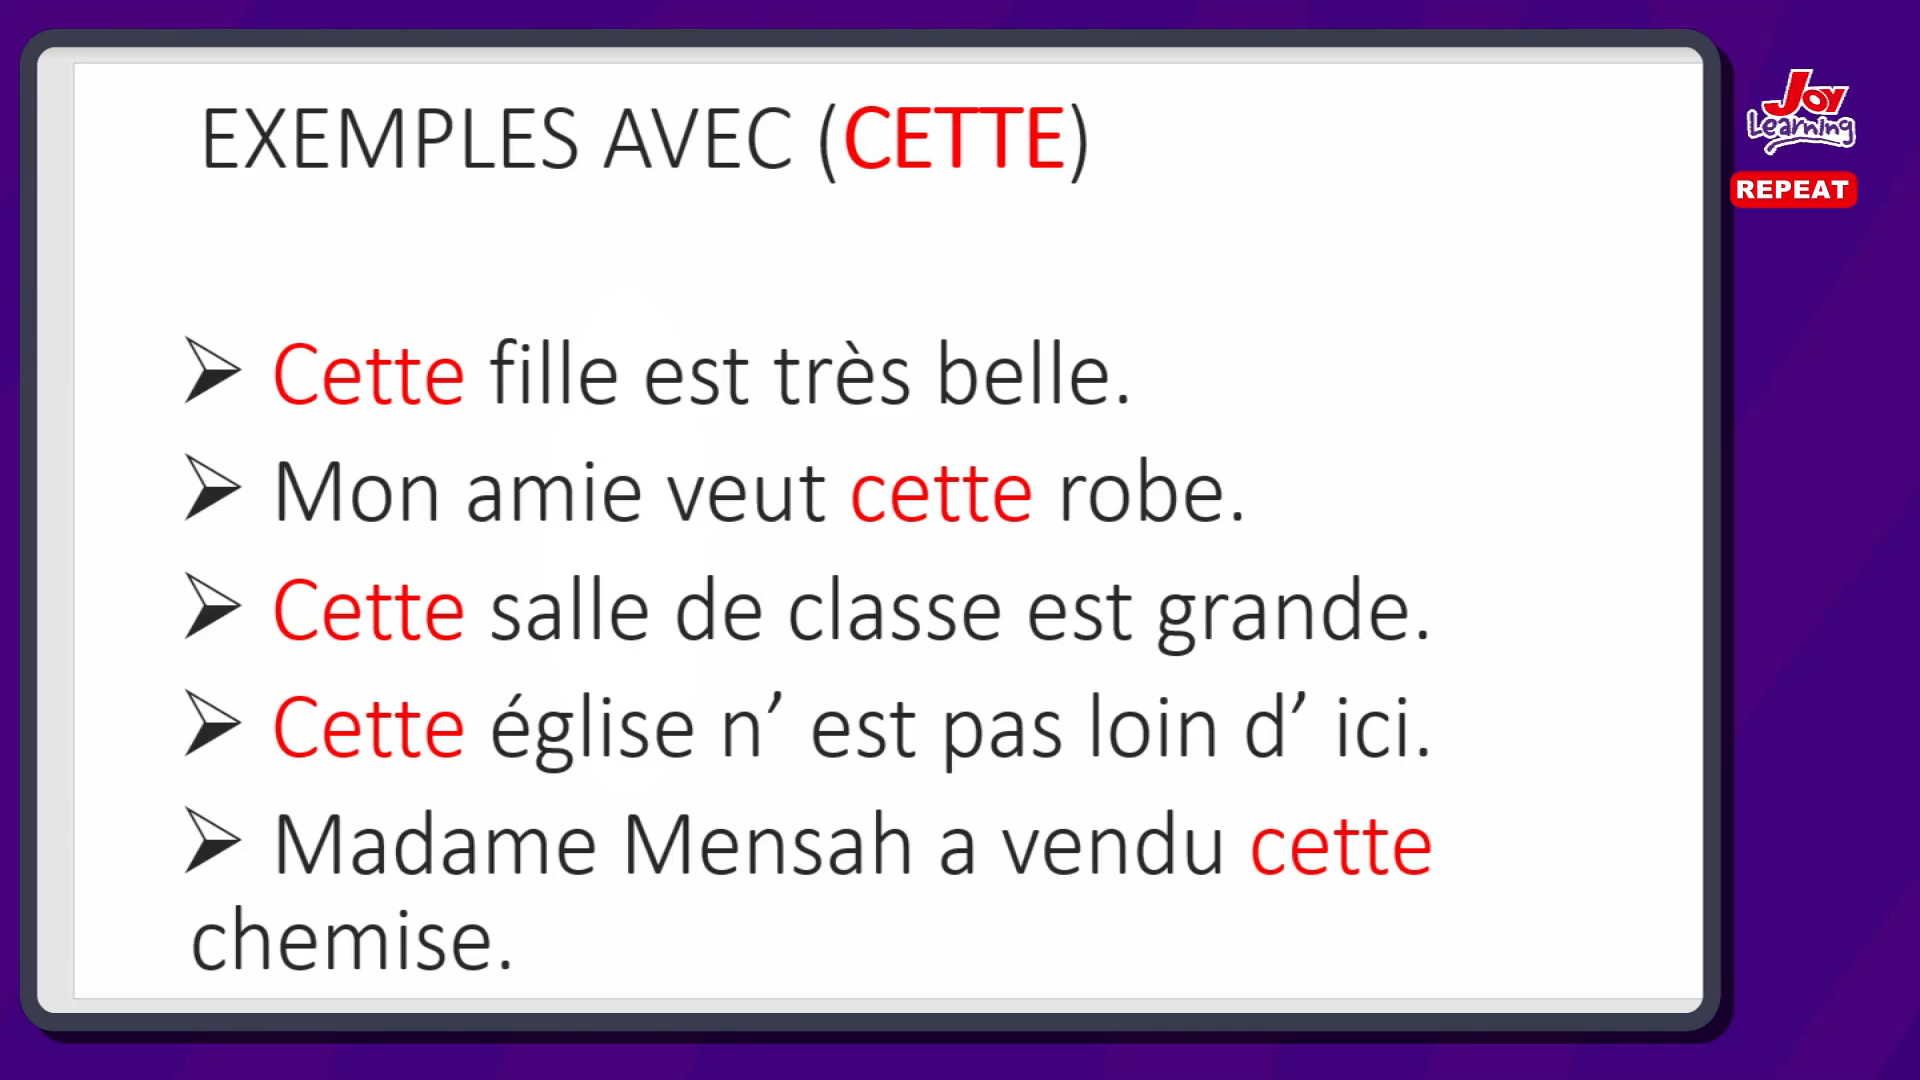 EXEMPLES AVEC (CETTE)
Joy
Learning
REPEAT
➢ Cette fille est très belle.
➢ Mon amie veut cette robe.
➢ Cette salle de classe est grande.
➢ Cette église n’ est pas loin d’ ici.
➢ Madame Mensah a vendu cette
chemise.